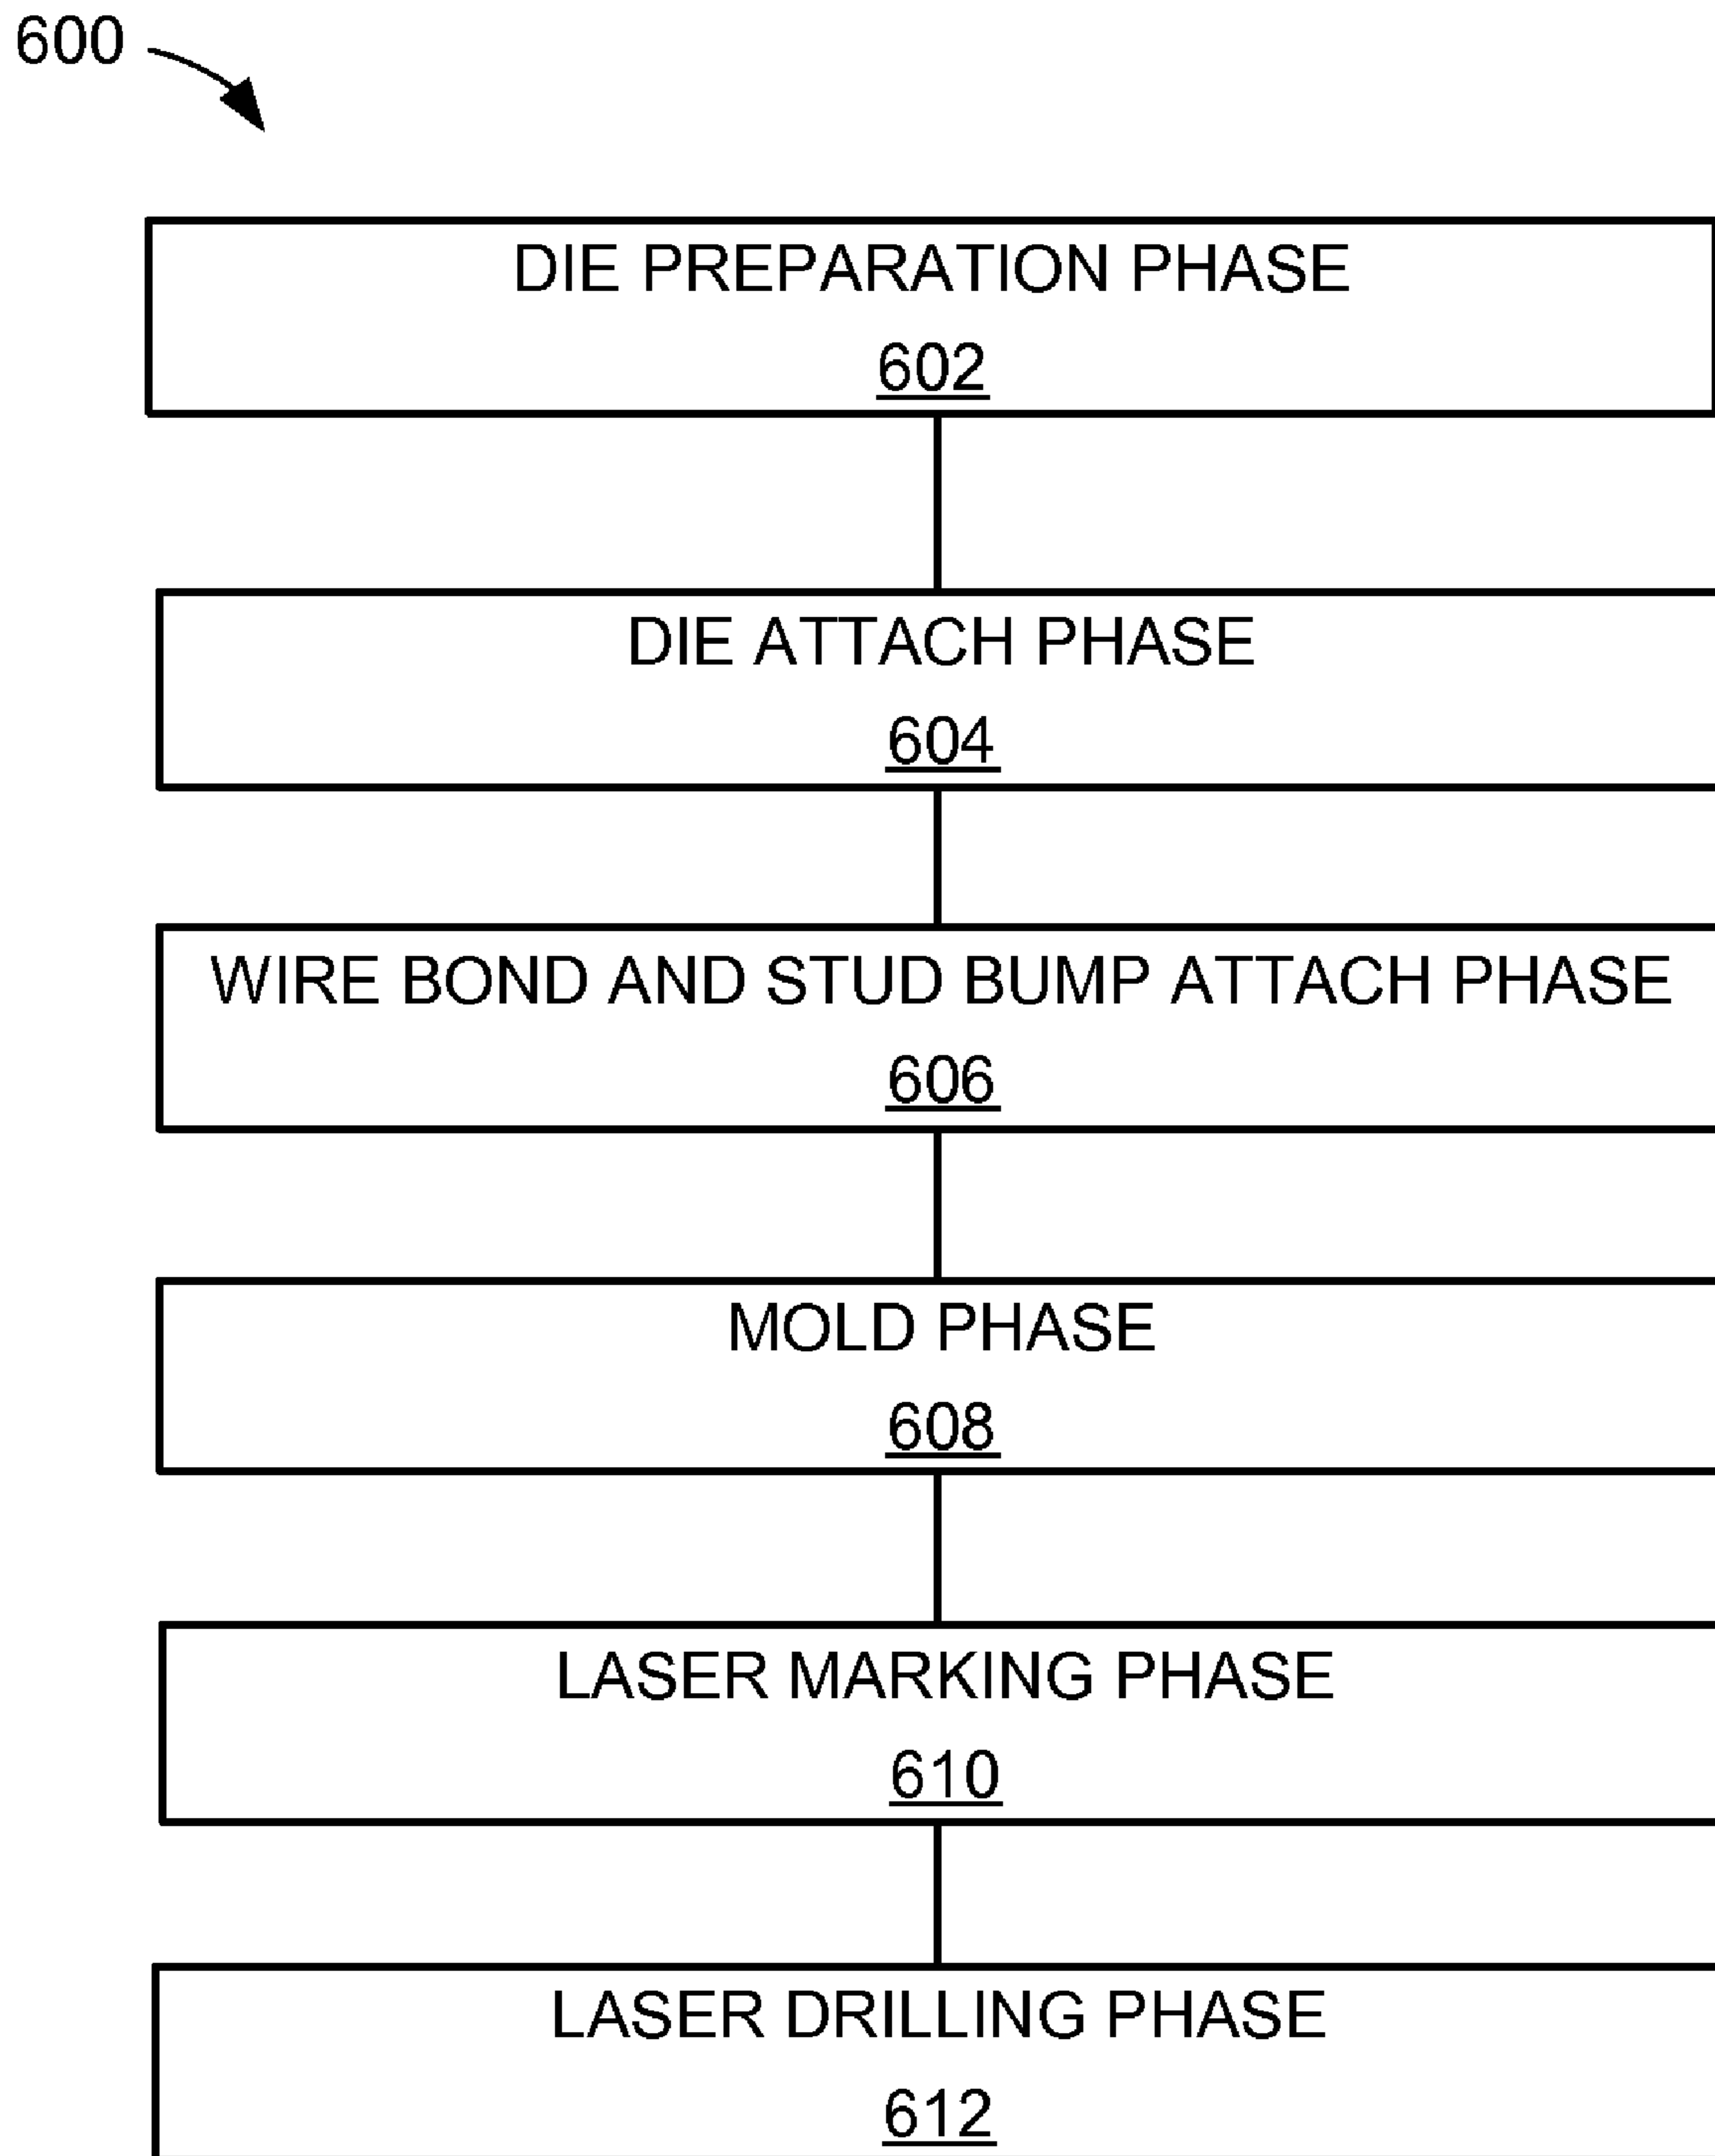 600
DIE PREPARATION PHASE
602
DIE ATTACH PHASE
604
WIRE BOND AND STUD BUMP ATTACH PHASE
606
MOLD PHASE
608
LASER MARKING PHASE
610
LASER DRILLING PHASE
612